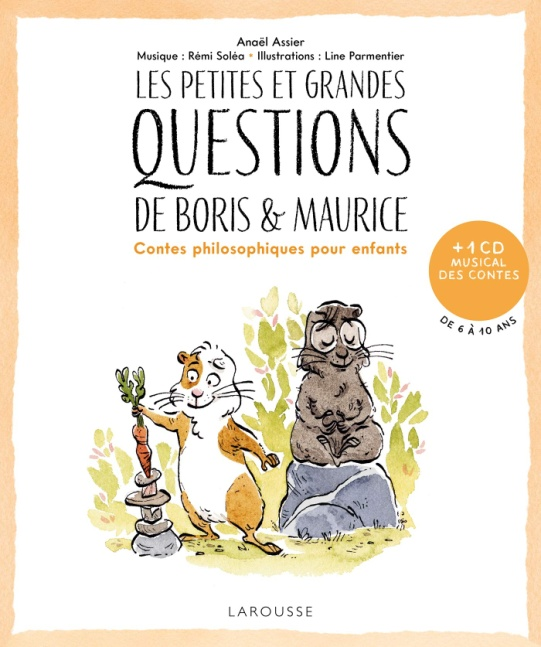 Anaël Assier
Musique : Rémi Soléa • Illustrations : Line Parmentier
LES PETITES ET GRANDES
QUESTIONS
DE BORIS & MAURICE
Contes philosophiques pour enfants
+ 1 CD
MUSICAL
DES CONTES
DE 6 À 10 ANS
LAROUSSE